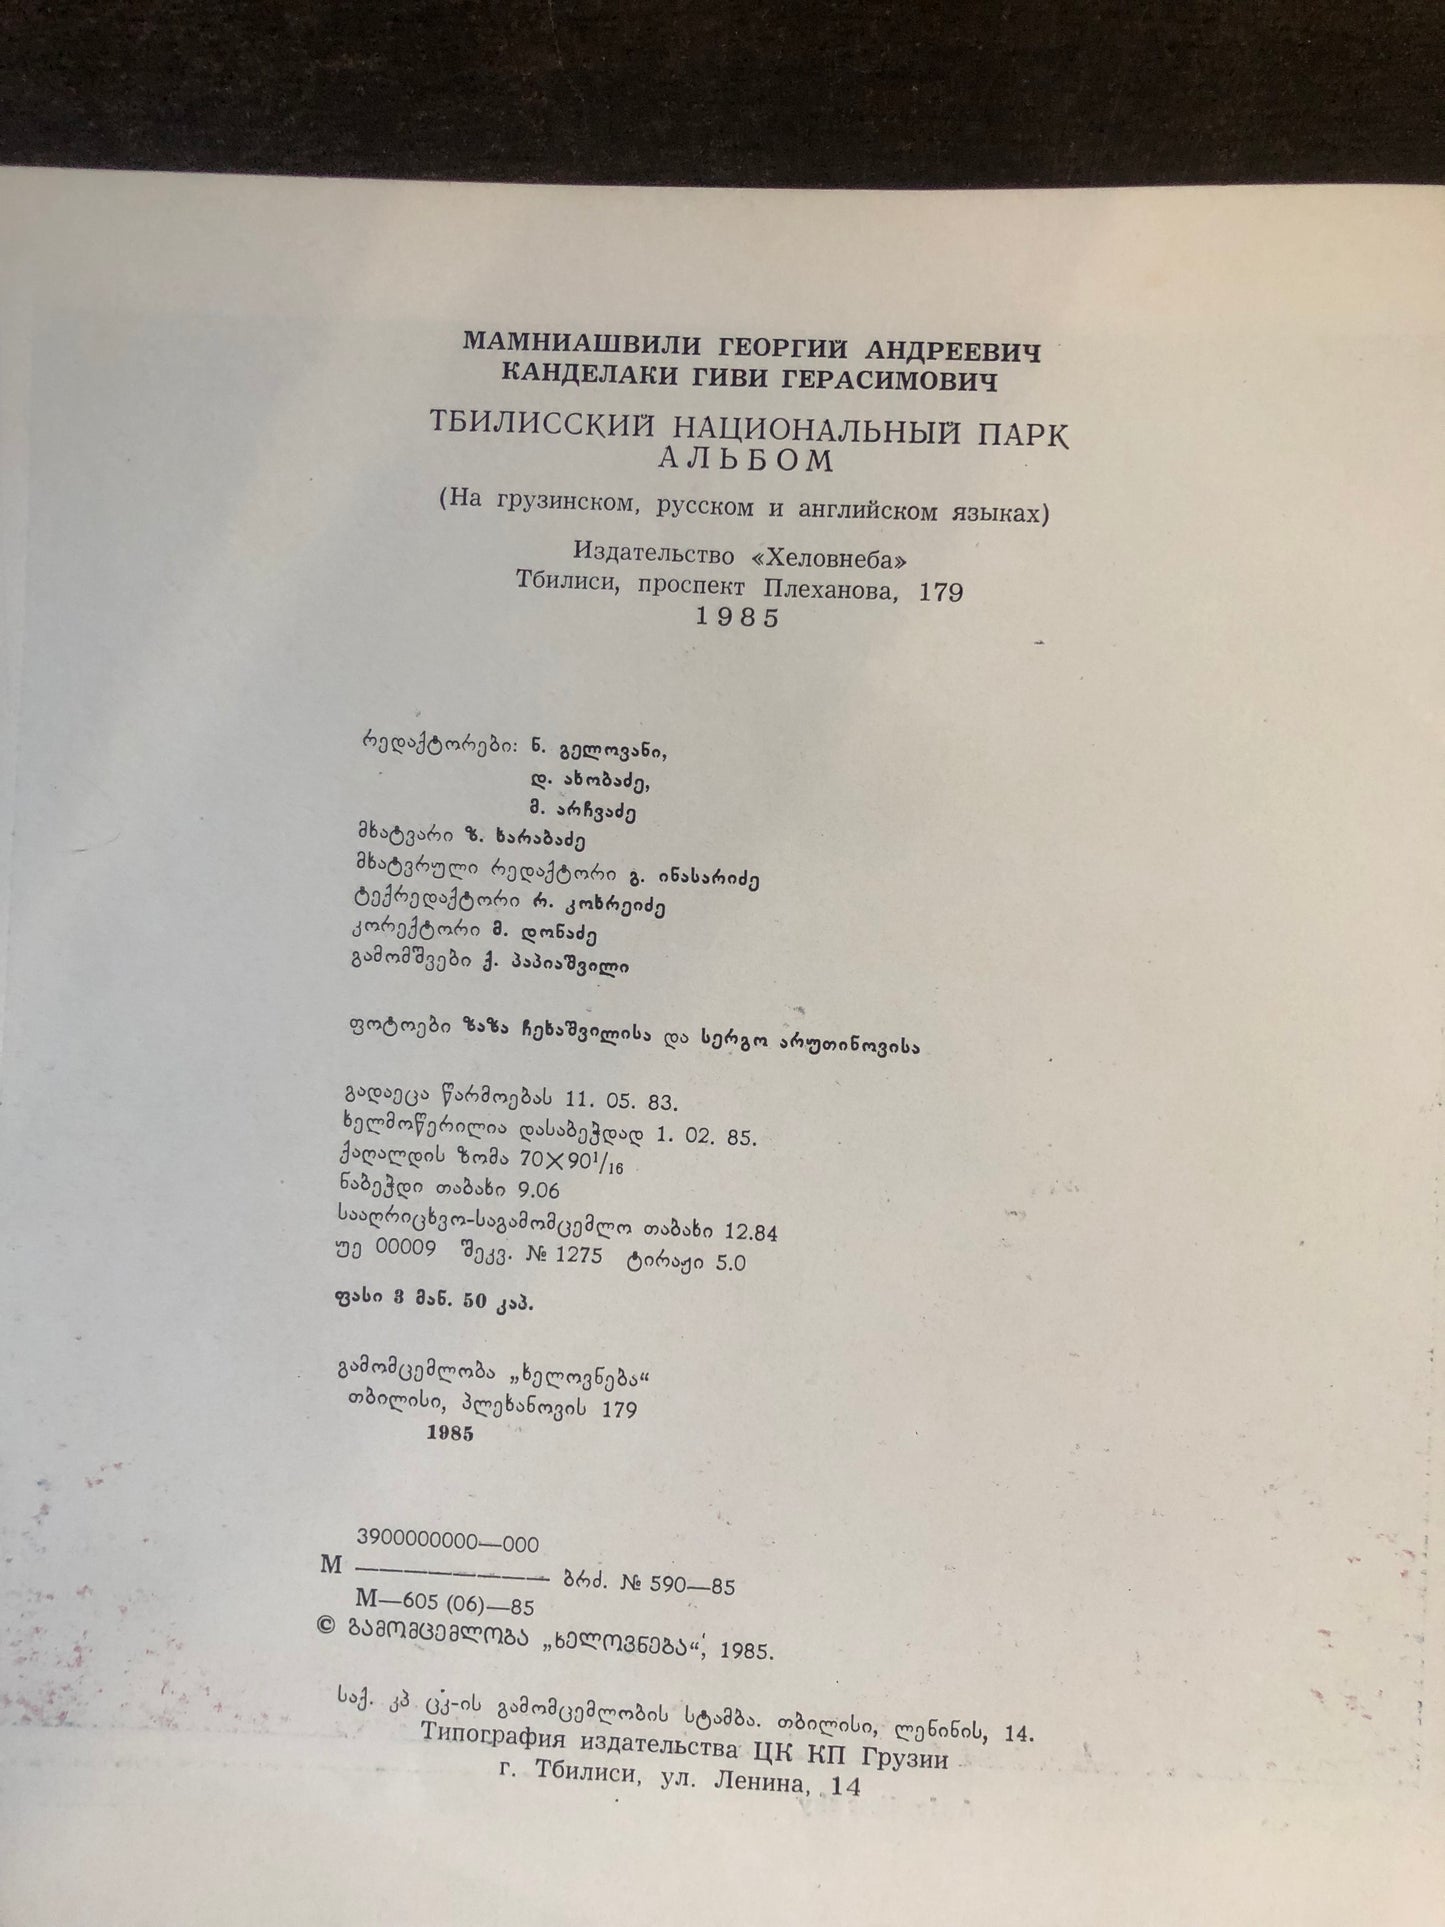 МАМНИАШВИЛИ ГЕОРГИЙ АНДРЕЕВИЧ
КАНДЕЛАКИ ГИВИ ГЕРАСИМОВИЧ
ТБИЛИССКИЙ НАЦИОНАЛЬНЫЙ ПАРК
АЛЬБОМ
(На грузинском, русском и английском языках)
Издательство «Хеловнеба»
Тбилиси, проспект Плеханова, 179
1985
რედაქტორები: ნ. გელოვანი,
დ. ახობაძე,
მ. არჩვაძე
მხატვარი ზ. ხარაბაძე
მხატვრული რედაქტორი გ. ინასარიძე
ტექრედაქტორი რ. კოხრეიძე
კორექტორი მ. დონაძე
გამომშვები ქ. პაპიაშვილი
ფოტოები ზაზა ჩეხაშვილისა და სერგო არუთინოვისა
გადაეცა წარმოებას 11. 05. 83.
ხელმოწერილია დასაბეჭდად 1. 02. 85.
ქაღალდის ზომა 70×90¹/₁₆
ნაბეჭდი თაბახი 9.06
სააღრიცხვო-საგამომცემლო თაბახი 12.84
უე 00009 შეკვ. № 1275 ტირაჟი 5.0
ფასი 3 მან. 50 კაპ.
გამომცემლობა „ხელოვნება“
თბილისი, პლეხანოვის 179
1985
3900000000—000
М ————————— ბრძ. № 590—85
М—605 (06)—85
© გამომცემლობა „ხელოვნება“, 1985.
საქ. კპ ცკ-ის გამომცემლობის სტამბა. თბილისი, ლენინის, 14.
Типография издательства ЦК КП Грузии
г. Тбилиси, ул. Ленина, 14